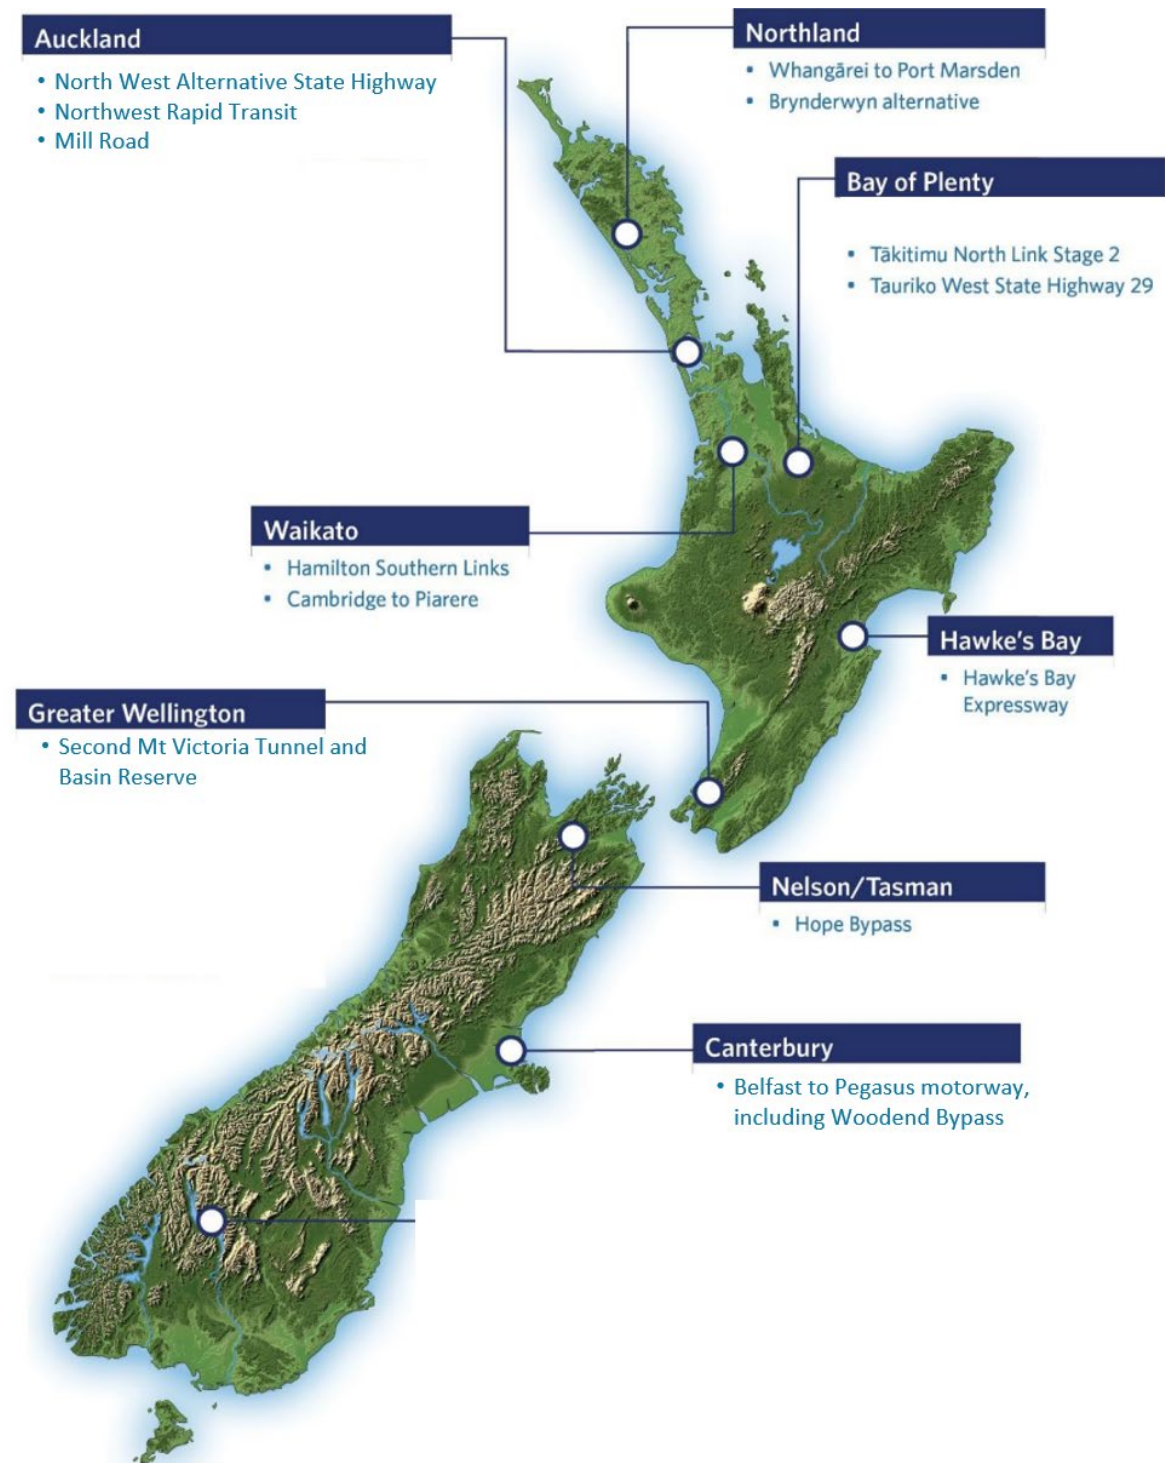 Auckland
• North West Alternative State Highway
• Northwest Rapid Transit
• Mill Road
Northland
• Whangārei to Port Marsden
• Brynderwyn alternative
Bay of Plenty
• Tākitimu North Link Stage 2
• Tauriko West State Highway 29
Waikato
• Hamilton Southern Links
• Cambridge to Piarere
Hawke's Bay
• Hawke's Bay
Expressway
Greater Wellington
• Second Mt Victoria Tunnel and
Basin Reserve
Nelson/Tasman
• Hope Bypass
Canterbury
• Belfast to Pegasus motorway,
including Woodend Bypass